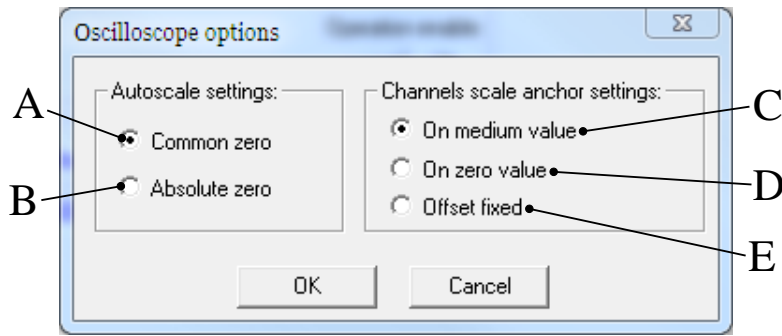 Oscilloscope options
Autoscale settings:
A
Common zero
B
Absolute zero
Channels scale anchor settings:
On medium value
C
On zero value
D
Offset fixed
E
OK
Cancel